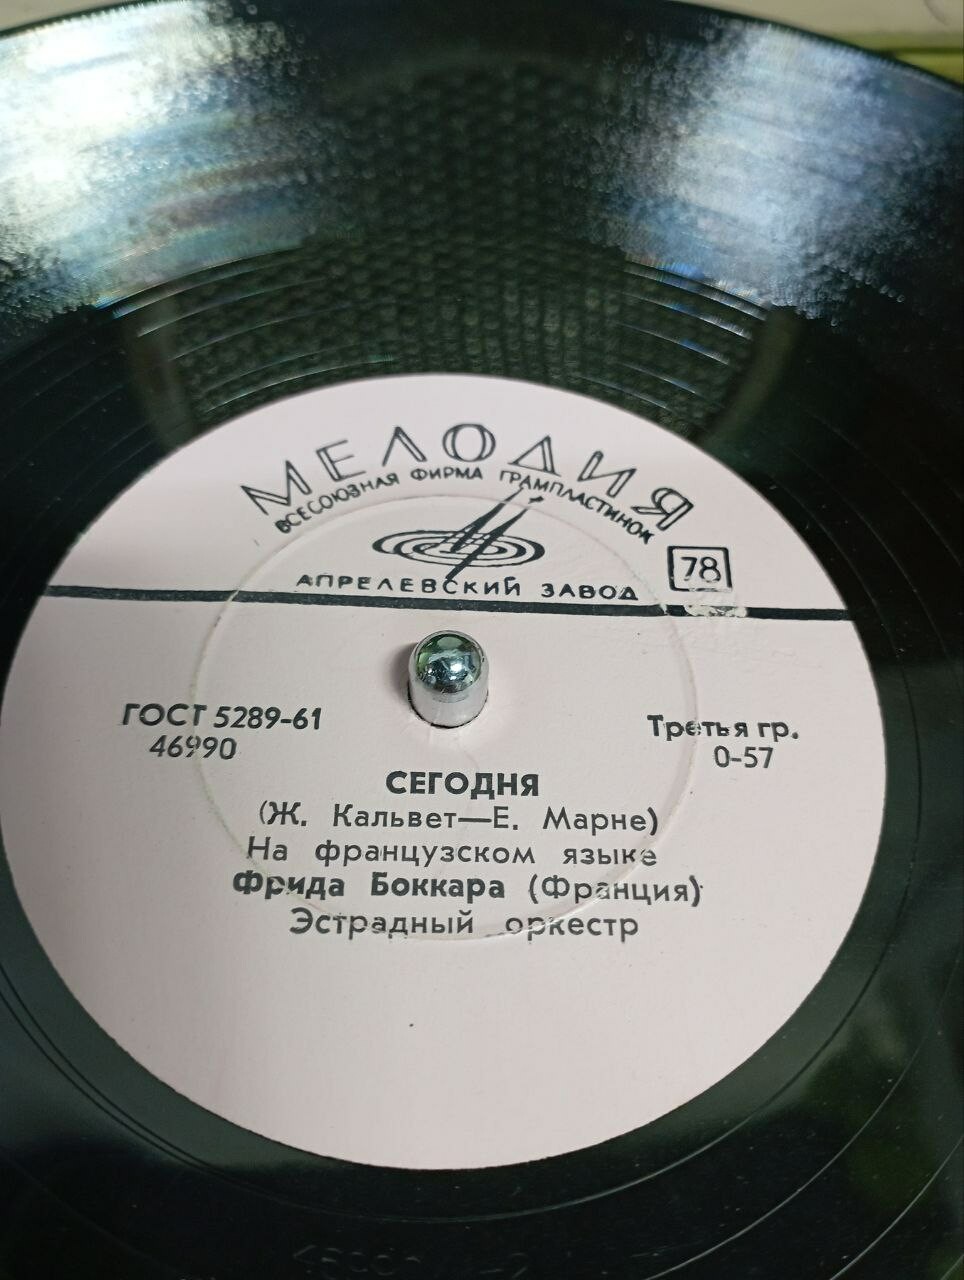 МЕЛОДИЯ
ВСЕСОЮЗНАЯ ФИРМА ГРАМПЛАСТИНОК
АПРЕЛЕВСКИЙ ЗАВОД
78
ГОСТ 5289-61
46990
Третья гр.
0-57
СЕГОДНЯ
(Ж. Кальвет—Е. Марне)
На французском языке
Фрида Боккара (Франция)
Эстрадный оркестр